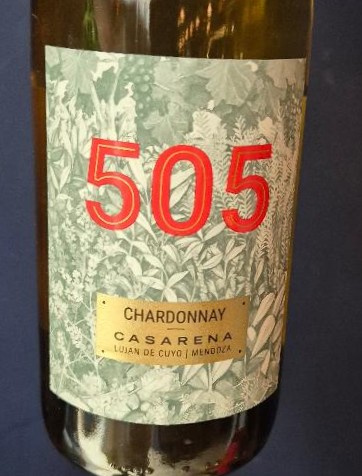 505
CHARDONNAY
CASARENA
LUJAN DE CUYO | MENDOZA